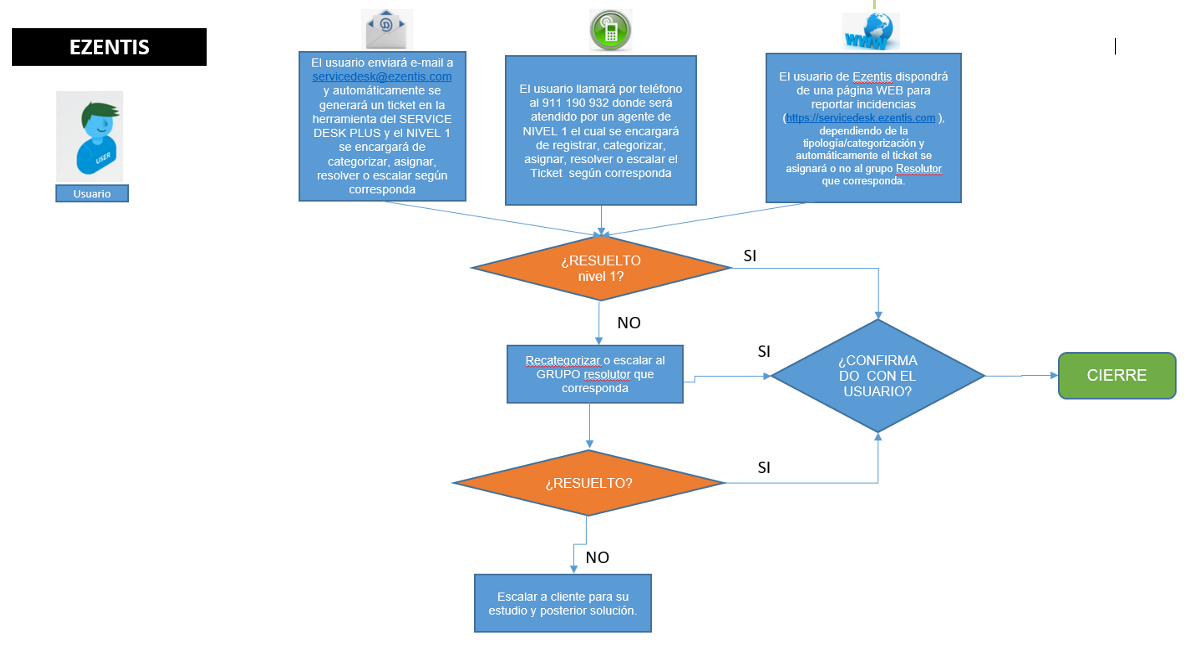 EZENTIS
USER
Usuario
@
El usuario enviará e-mail a
servicedesk@ezentis.com
y automáticamente se
generará un ticket en la
herramienta del SERVICE
DESK PLUS y el NIVEL 1
se encargará de
categorizar, asignar,
resolver o escalar según
corresponda
El usuario llamará por teléfono
al 911 190 932 donde será
atendido por un agente de
NIVEL 1 el cual se encargará
de registrar, categorizar,
asignar, resolver o escalar el
Ticket según corresponda
www
El usuario de Ezentis dispondrá
de una página WEB para
reportar incidencias
(https://servicedesk.ezentis.com ),
dependiendo de la
tipología/categorización y
automáticamente el ticket se
asignará o no al grupo Resolutor
que corresponda.
¿RESUELTO
nivel 1?
SI
NO
Recategorizar o escalar al
GRUPO resolutor que
corresponda
SI
¿CONFIRMA
DO CON EL
USUARIO?
CIERRE
¿RESUELTO?
SI
NO
Escalar a cliente para su
estudio y posterior solución.